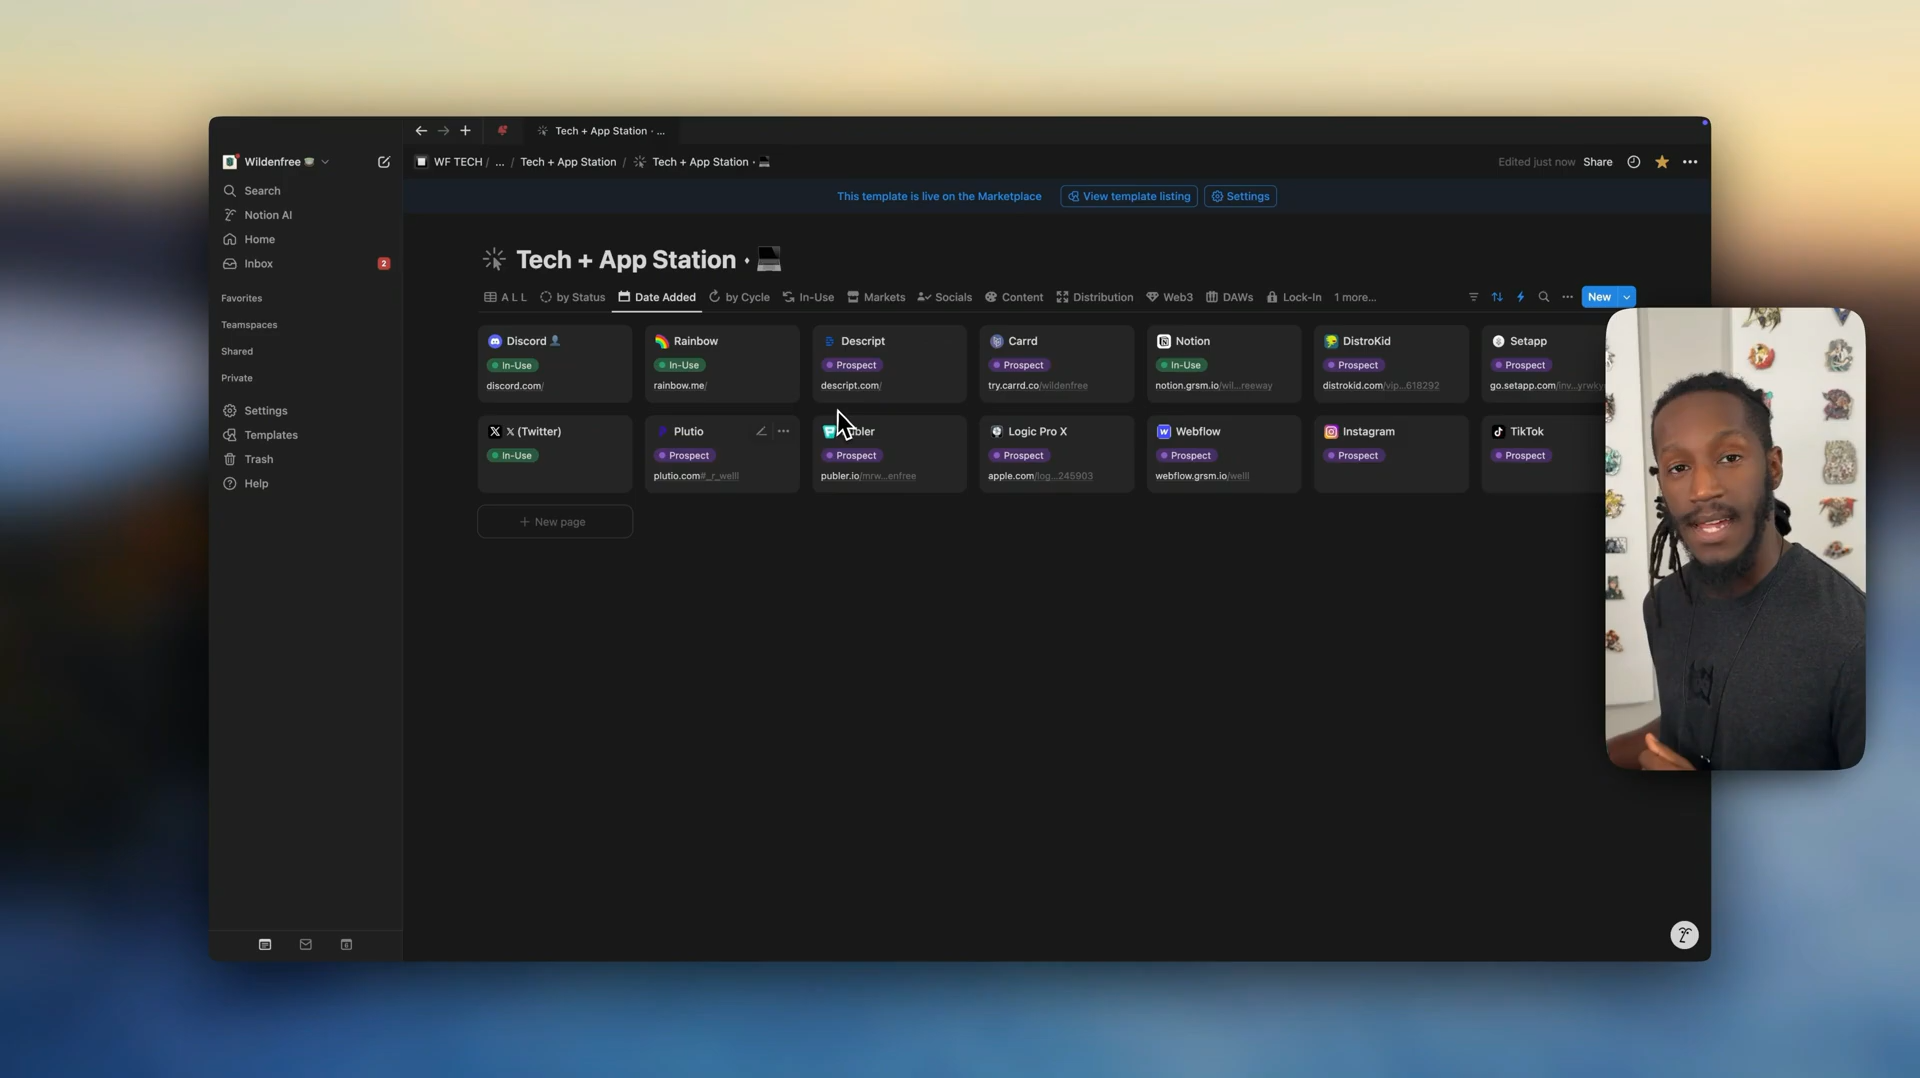 Tech + App Station · ...
Wildenfree
WF TECH / ... / Tech + App Station / Tech + App Station ·
Edited just now Share
Search
Notion AI
Home
Inbox 2
Favorites
Teamspaces
Shared
Private
Settings
Templates
Trash
Help
This template is live on the Marketplace View template listing Settings
Tech + App Station ·
A L L by Status Date Added by Cycle In-Use Markets Socials Content Distribution Web3 DAWs Lock-In 1 more... New
Discord
In-Use
discord.com/
Rainbow
In-Use
rainbow.me/
Descript
Prospect
descript.com/
Carrd
Prospect
try.carrd.co/wildenfree
Notion
In-Use
notion.grsm.io/wil...reeway
DistroKid
Prospect
distrokid.com/vip...618292
Setapp
Prospect
go.setapp.com/inv...yrwky
X (Twitter)
In-Use
Plutio
Prospect
plutio.com#_r_welll
Prospect
publer.io/mrw...enfree
Logic Pro X
Prospect
apple.com/log...245903
Webflow
Prospect
webflow.grsm.io/welll
Instagram
Prospect
TikTok
Prospect
+ New page